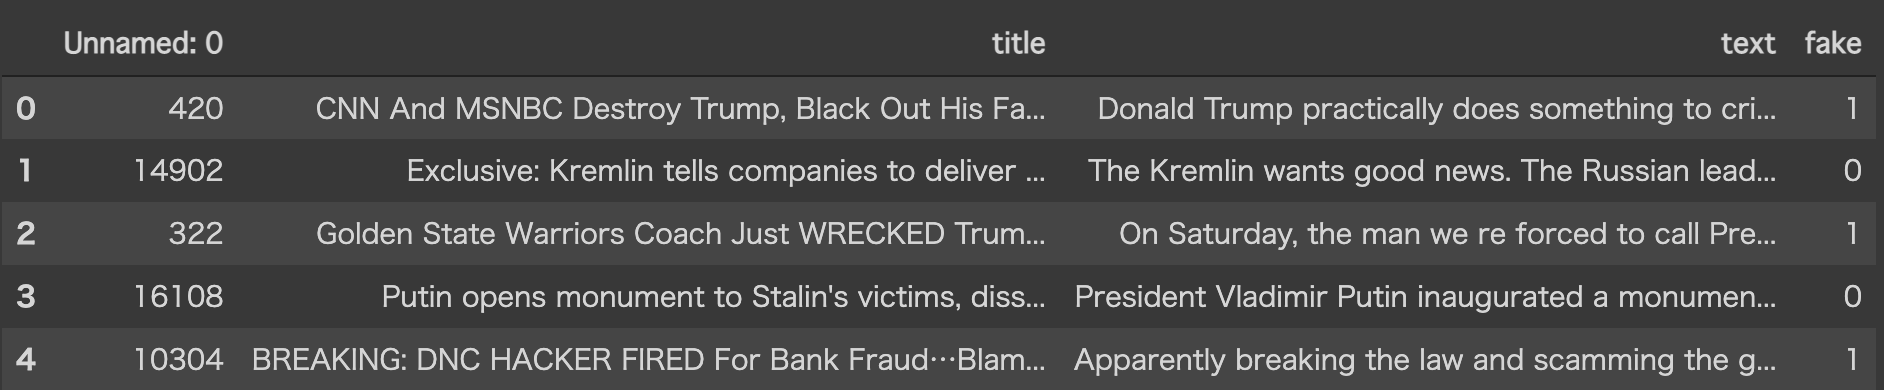 Unnamed: 0 title text fake
0 420 CNN And MSNBC Destroy Trump, Black Out His Fa... Donald Trump practically does something to cri... 1
1 14902 Exclusive: Kremlin tells companies to deliver ... The Kremlin wants good news. The Russian lead... 0
2 322 Golden State Warriors Coach Just WRECKED Trum... On Saturday, the man we re forced to call Pre... 1
3 16108 Putin opens monument to Stalin's victims, diss... President Vladimir Putin inaugurated a monumen... 0
4 10304 BREAKING: DNC HACKER FIRED For Bank Fraud…Blam... Apparently breaking the law and scamming the g... 1